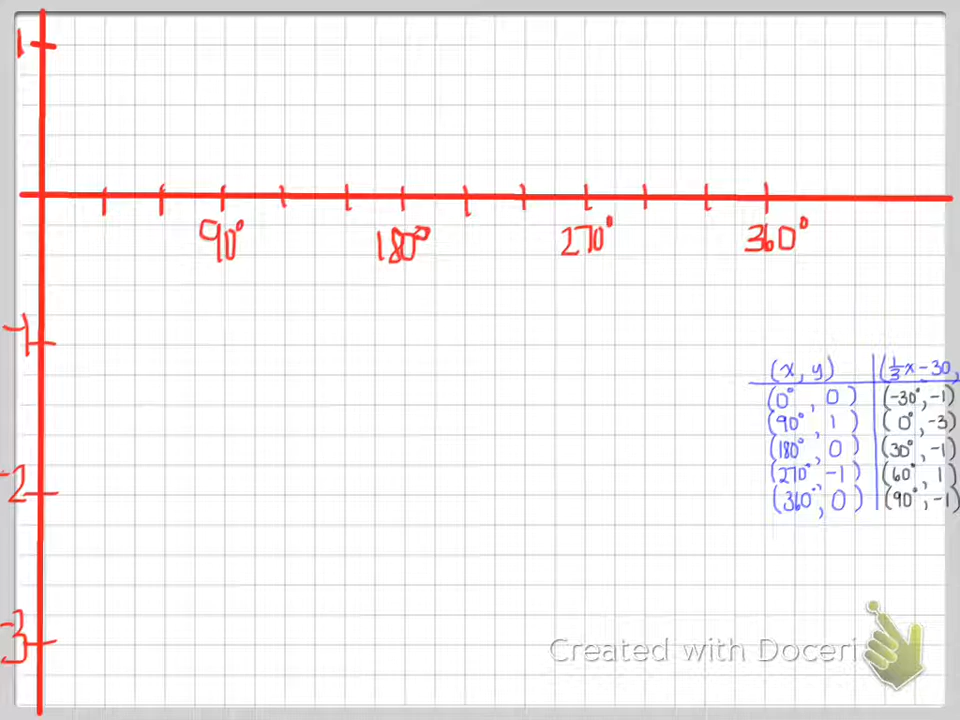 1
90° 180° 270° 360°
-1
(x, y) (1/3x-30,
(0°, 0) (-30°, -1)
(90°, 1) (0°, -3)
(180°, 0) (30°, -1)
(270°, -1) (60°, 1)
(360°, 0) (90°, -1)
-2
-3
Created with Doceri